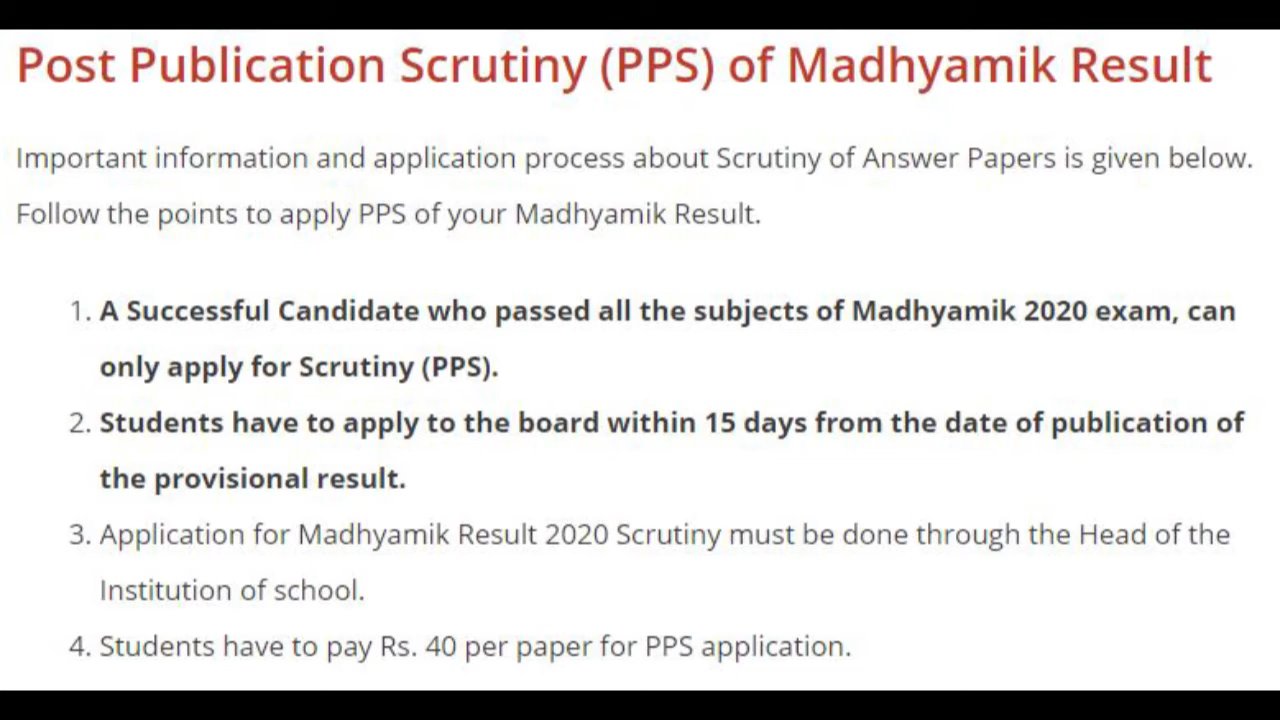 Post Publication Scrutiny (PPS) of Madhyamik Result
Important information and application process about Scrutiny of Answer Papers is given below.
Follow the points to apply PPS of your Madhyamik Result.
1. A Successful Candidate who passed all the subjects of Madhyamik 2020 exam, can
only apply for Scrutiny (PPS).
2. Students have to apply to the board within 15 days from the date of publication of
the provisional result.
3. Application for Madhyamik Result 2020 Scrutiny must be done through the Head of the
Institution of school.
4. Students have to pay Rs. 40 per paper for PPS application.